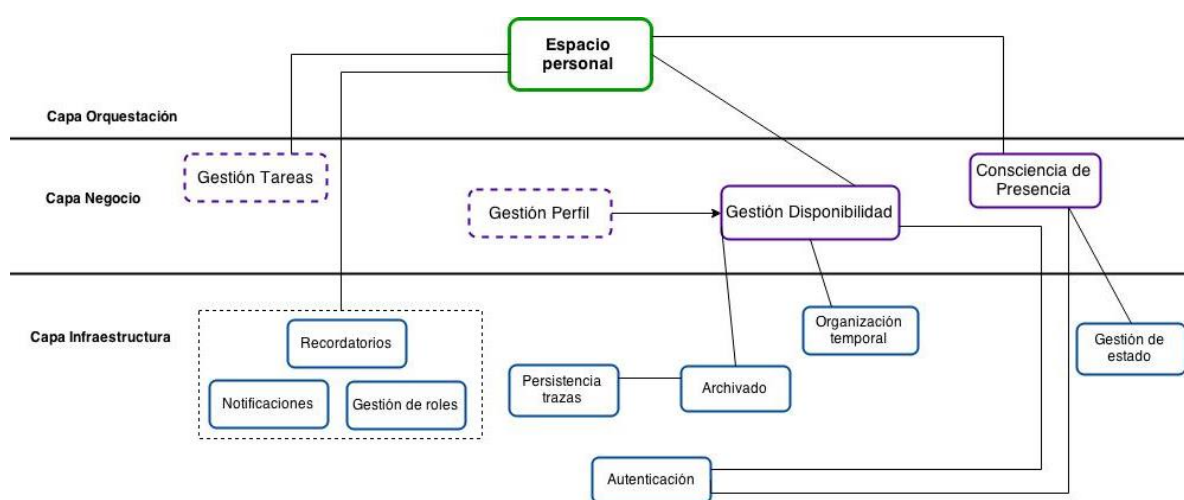 Espacio
personal
Capa Orquestación
Gestión Tareas
Consciencia de
Presencia
Capa Negocio
Gestión Perfil
Gestión Disponibilidad
Capa Infraestructura
Recordatorios
Organización
temporal
Gestión de
estado
Persistencia
trazas
Archivado
Notificaciones
Gestión de roles
Autenticación